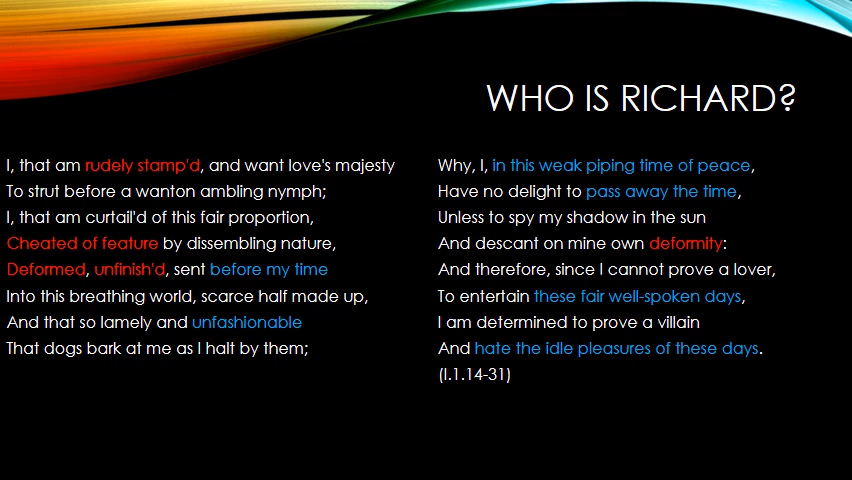 WHO IS RICHARD?
I, that am rudely stamp'd, and want love's majesty
To strut before a wanton ambling nymph;
I, that am curtail'd of this fair proportion,
Cheated of feature by dissembling nature,
Deformed, unfinish'd, sent before my time
Into this breathing world, scarce half made up,
And that so lamely and unfashionable
That dogs bark at me as I halt by them;
Why, I, in this weak piping time of peace,
Have no delight to pass away the time,
Unless to spy my shadow in the sun
And descant on mine own deformity:
And therefore, since I cannot prove a lover,
To entertain these fair well-spoken days,
I am determined to prove a villain
And hate the idle pleasures of these days.
(I.1.14-31)